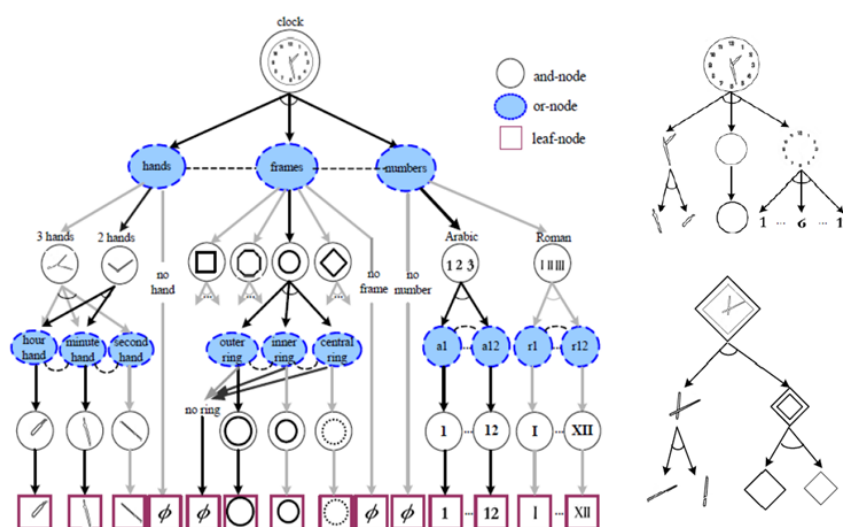 clock
and-node
or-node
leaf-node
hands
frames
numbers
3 hands
2 hands
no
hand
no
frame
no
number
Arabic
Roman
1 2 3
I II III
... ... ... ...
hour
hand
minute
hand
second
hand
outer
ring
inner
ring
central
ring
a1 ... a12
r1 ... r12
no ring
1 ... 12
I ... XII
ϕ ϕ ϕ ϕ
1 ... 12
I ... XII
1 ... 6 ... 1